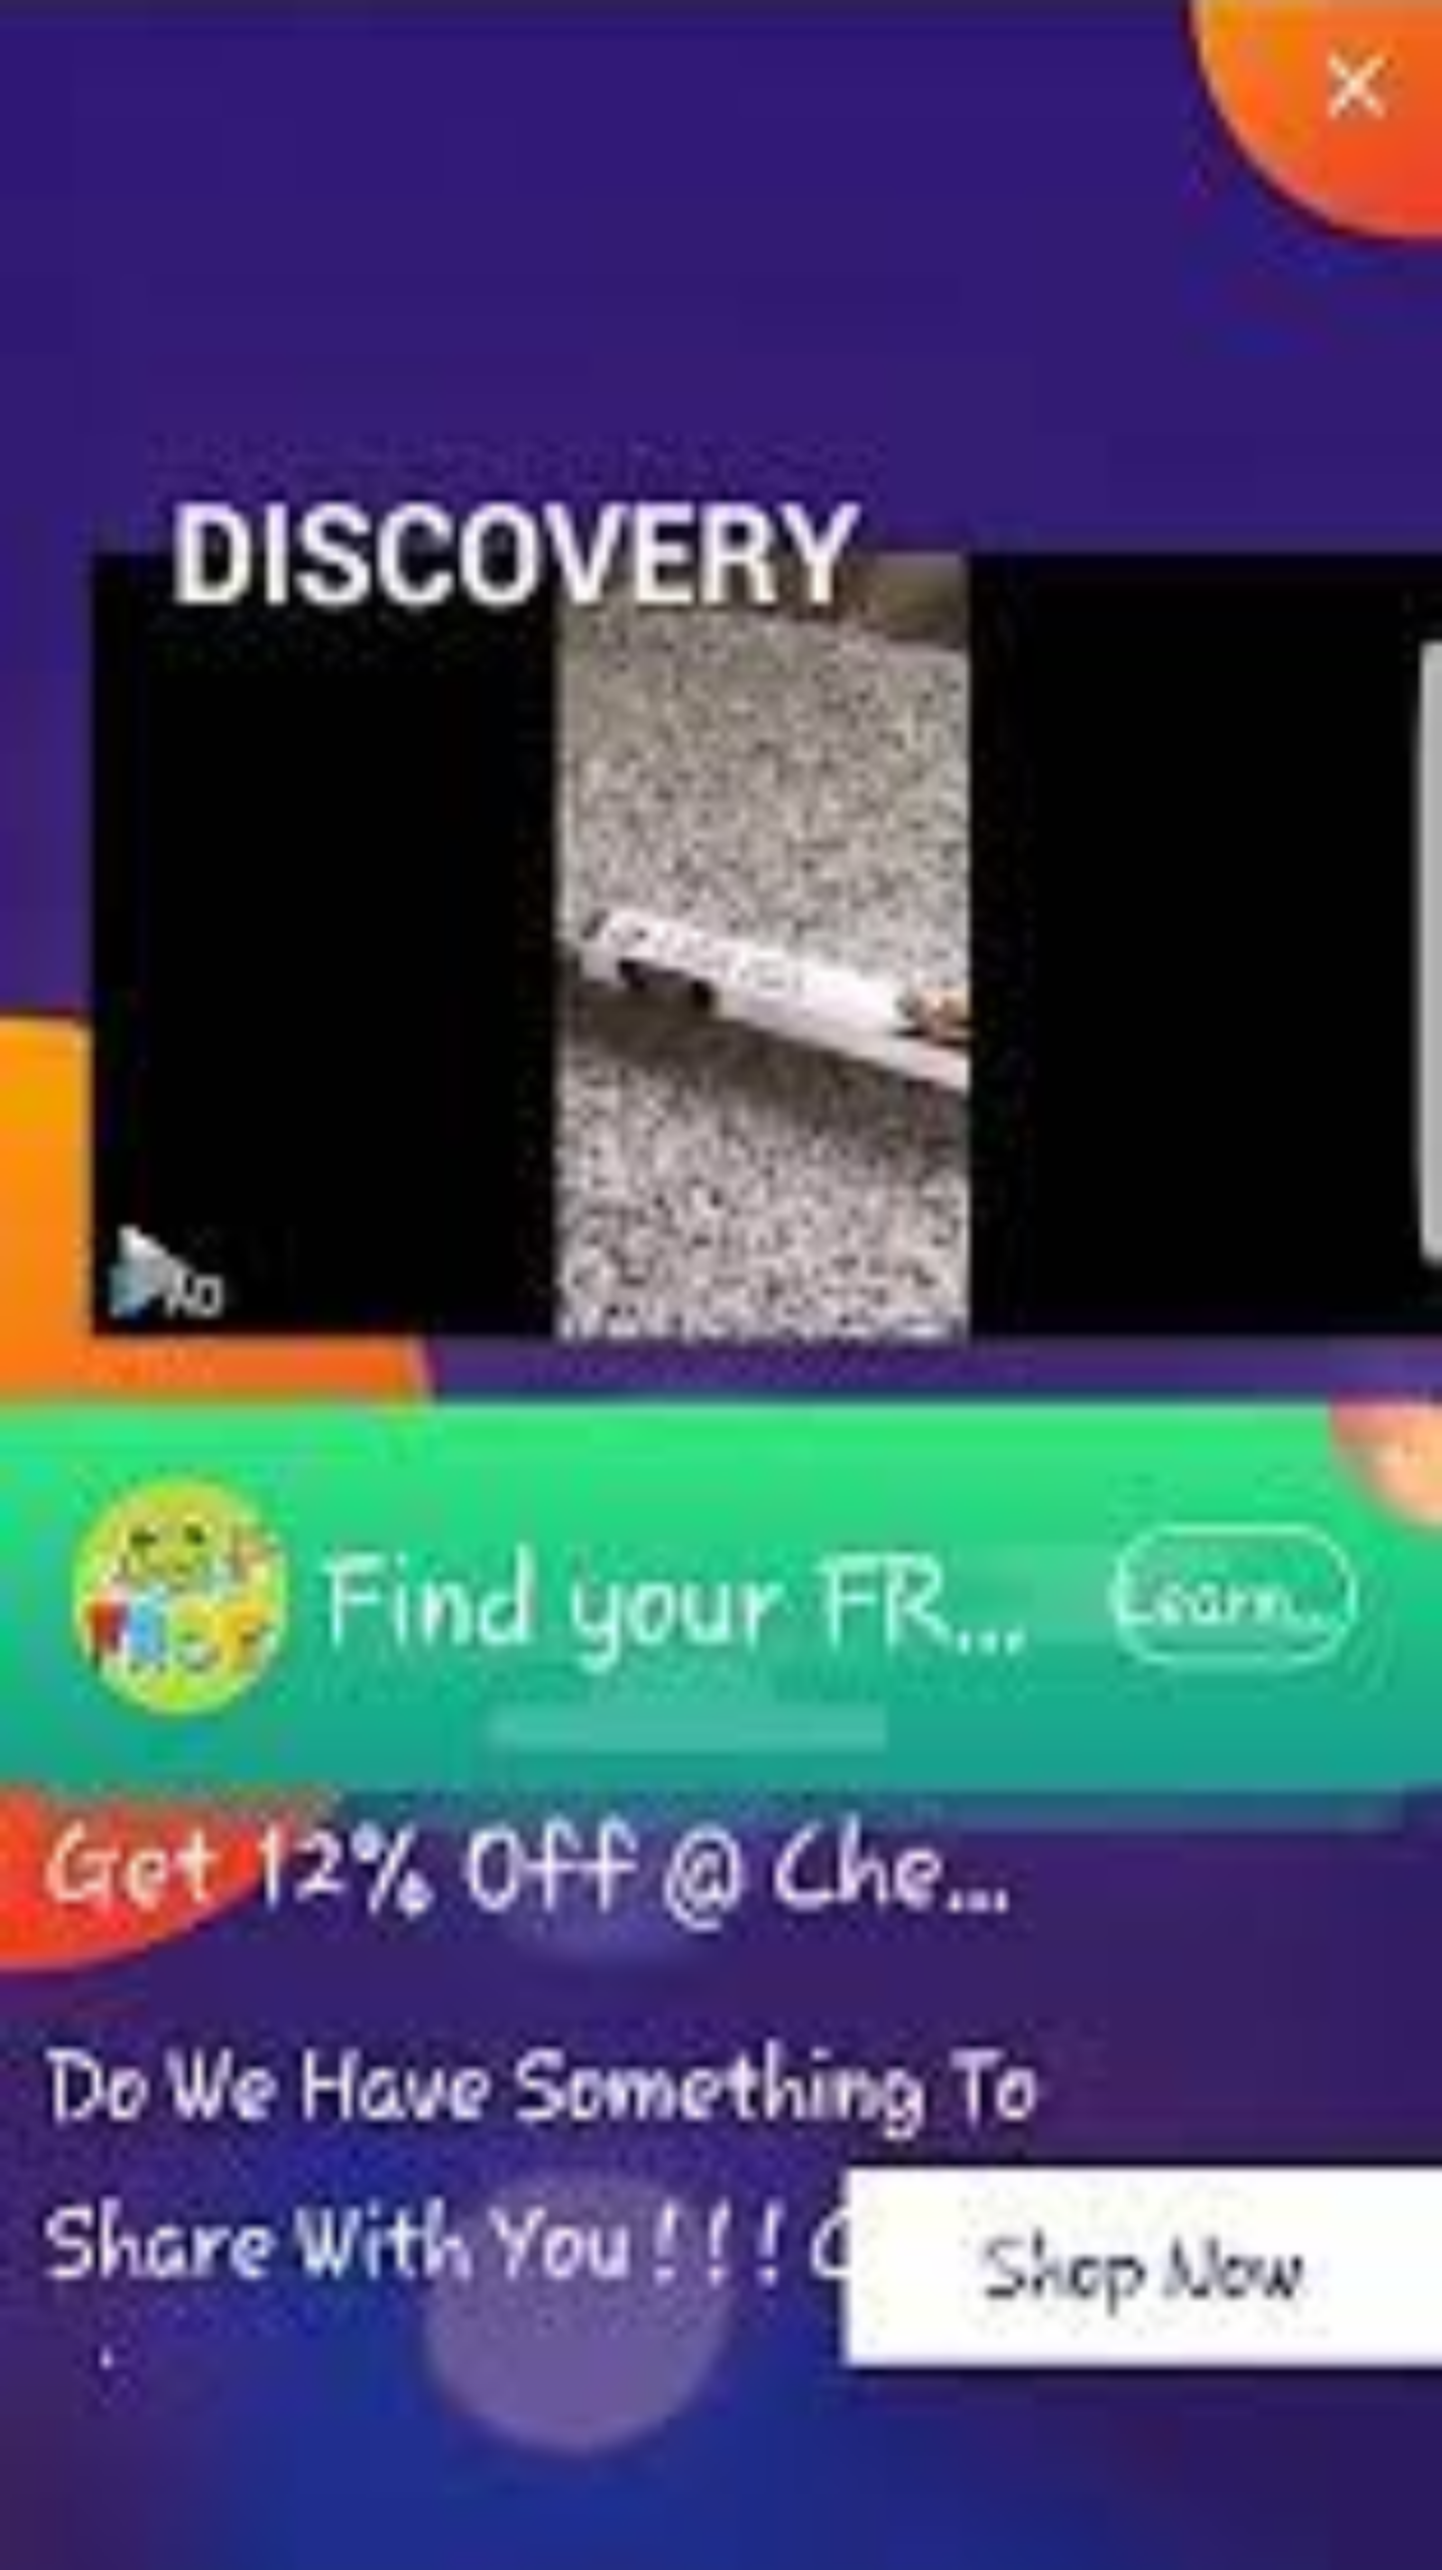 DISCOVERY
AD
Find your FR...
Learn...
Get 12% Off @ Che...
Do We Have Something To
Share With You ! ! ! C
Shop Now